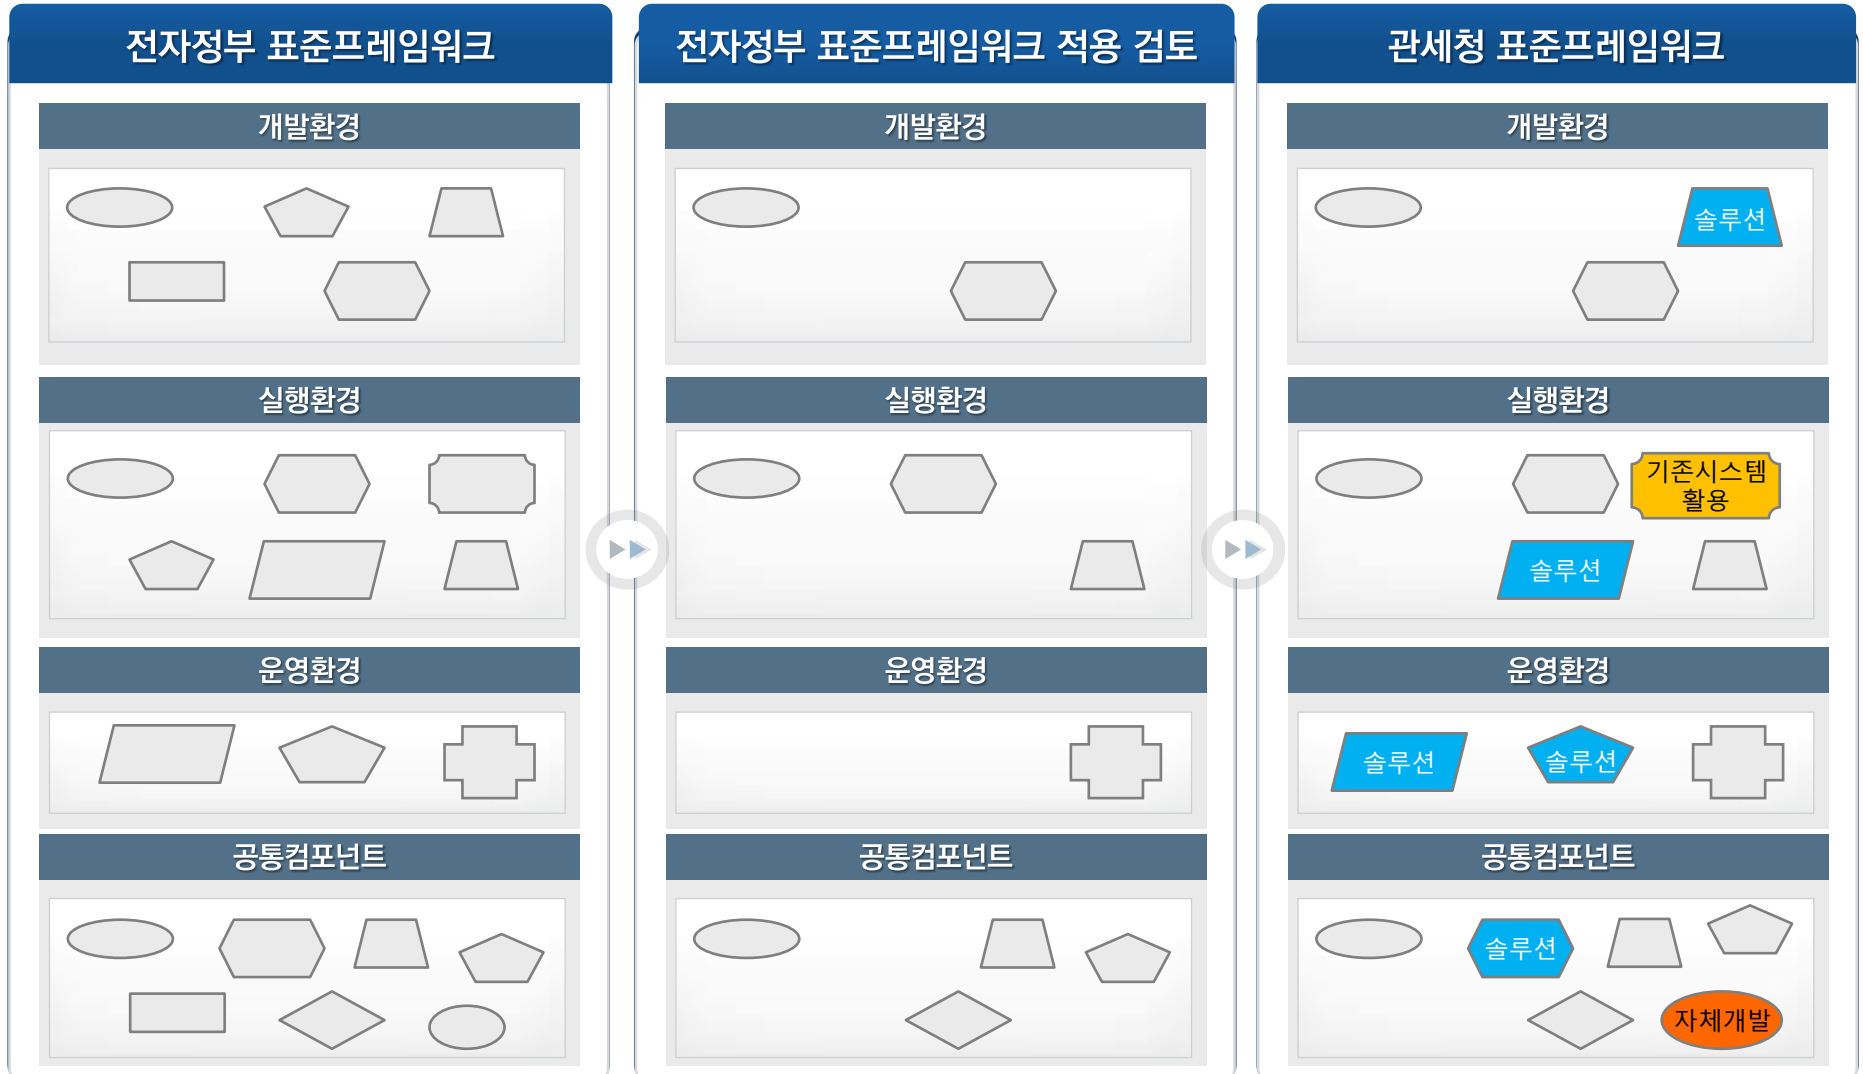 전자정부 표준프레임워크
개발환경
실행환경
운영환경
공통컴포넌트
전자정부 표준프레임워크 적용 검토
개발환경
실행환경
운영환경
공통컴포넌트
관세청 표준프레임워크
개발환경
솔루션
실행환경
기존시스템
활용
솔루션
운영환경
솔루션
솔루션
공통컴포넌트
솔루션
자체개발